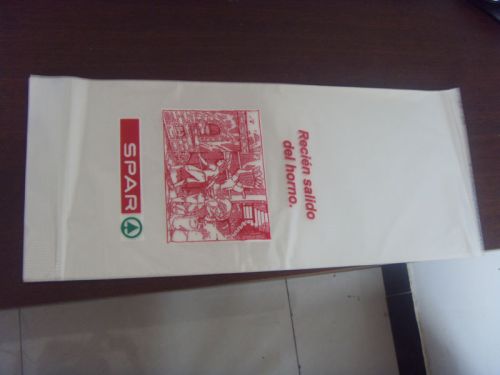 Recién salido
del horno.
SPAR